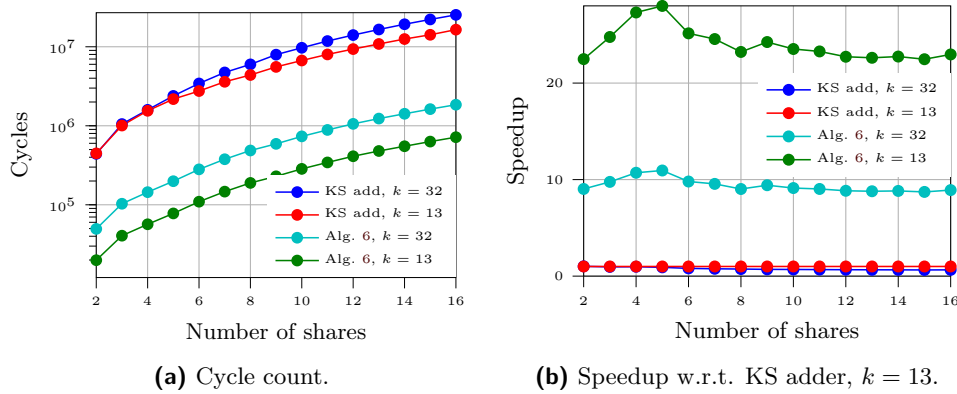 10^7
10^6
10^5
Cycles
2 4 6 8 10 12 14 16
Number of shares
KS add, k = 32
KS add, k = 13
Alg. 6, k = 32
Alg. 6, k = 13
(a) Cycle count.
20
10
0
Speedup
2 4 6 8 10 12 14 16
Number of shares
KS add, k = 32
KS add, k = 13
Alg. 6, k = 32
Alg. 6, k = 13
(b) Speedup w.r.t. KS adder, k = 13.